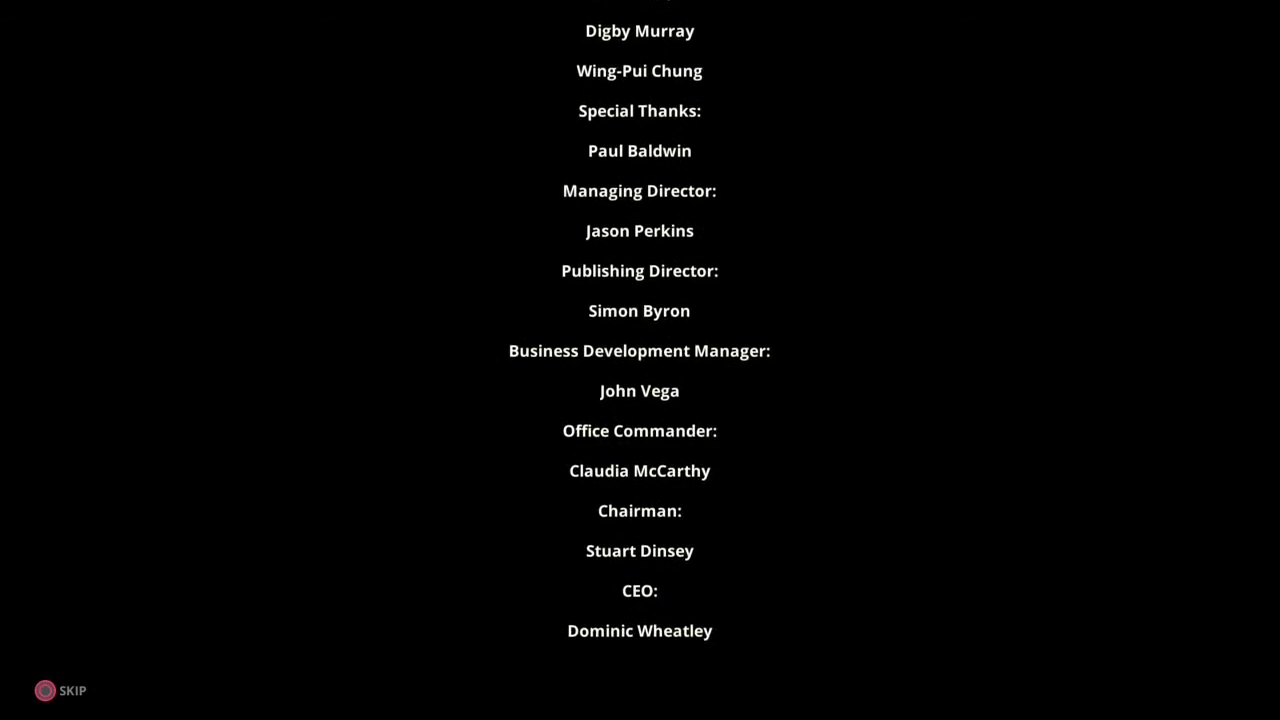 Digby Murray
Wing-Pui Chung
Special Thanks:
Paul Baldwin
Managing Director:
Jason Perkins
Publishing Director:
Simon Byron
Business Development Manager:
John Vega
Office Commander:
Claudia McCarthy
Chairman:
Stuart Dinsey
CEO:
Dominic Wheatley
SKIP